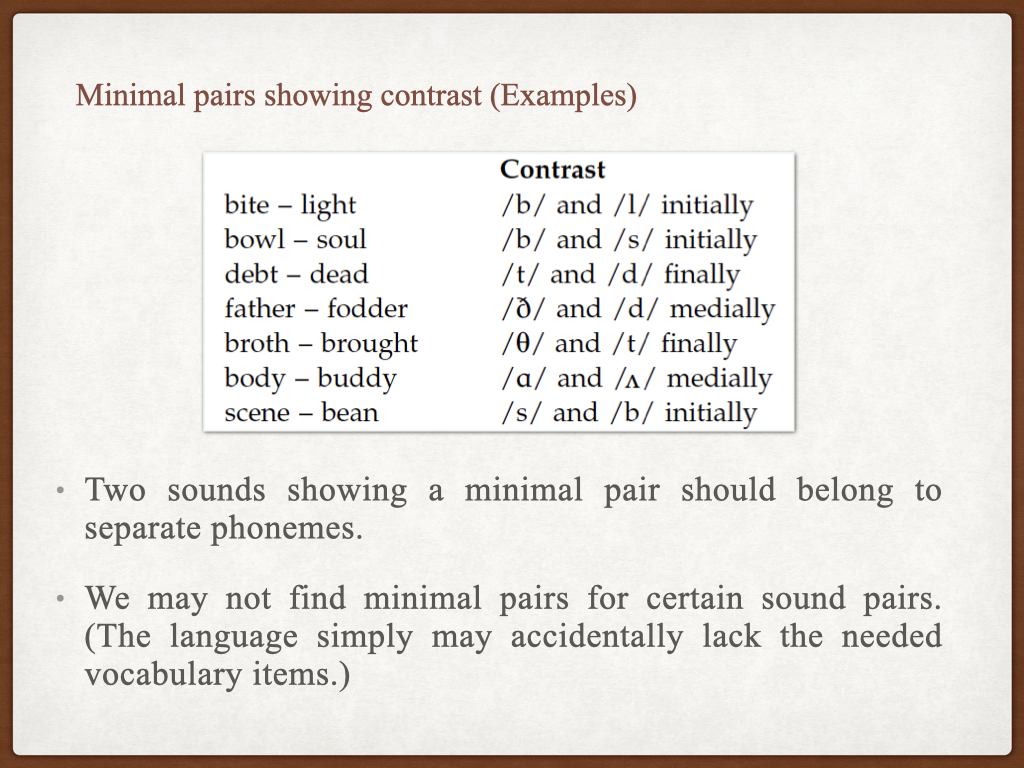 Minimal pairs showing contrast (Examples)
Contrast
bite – light /b/ and /l/ initially
bowl – soul /b/ and /s/ initially
debt – dead /t/ and /d/ finally
father – fodder /ð/ and /d/ medially
broth – brought /θ/ and /t/ finally
body – buddy /ɑ/ and /ʌ/ medially
scene – bean /s/ and /b/ initially
• Two sounds showing a minimal pair should belong to
separate phonemes.
• We may not find minimal pairs for certain sound pairs.
(The language simply may accidentally lack the needed
vocabulary items.)